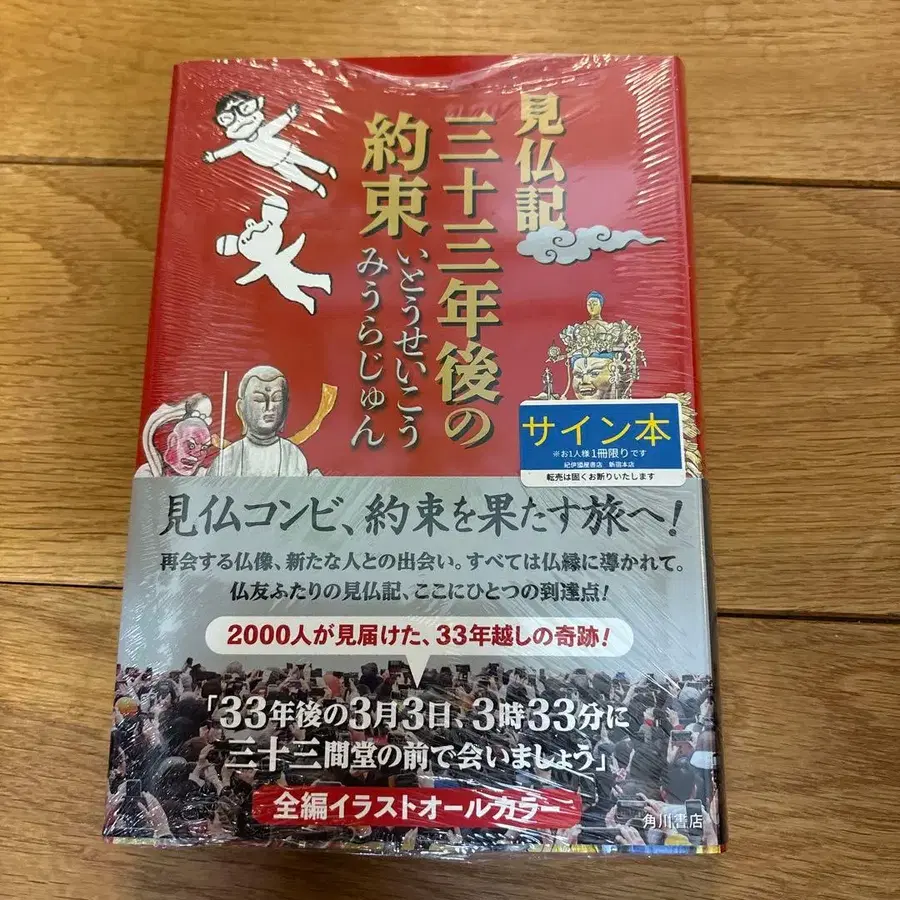 見仏記
三十三年後の
約束
いとうせいこう
みうらじゅん
サイン本
※お1人様1冊限りです
紀伊國屋書店 新宿本店
転売は固くお断りいたします
見仏コンビ、約束を果たす旅へ!
再会する仏像、新たな人との出会い。すべては仏縁に導かれて。
仏友ふたりの見仏記、ここにひとつの到達点!
2000人が見届けた、33年越しの奇跡!
「33年後の3月3日、3時33分に
三十三間堂の前で会いましょう」
全編イラストオールカラー
角川書店